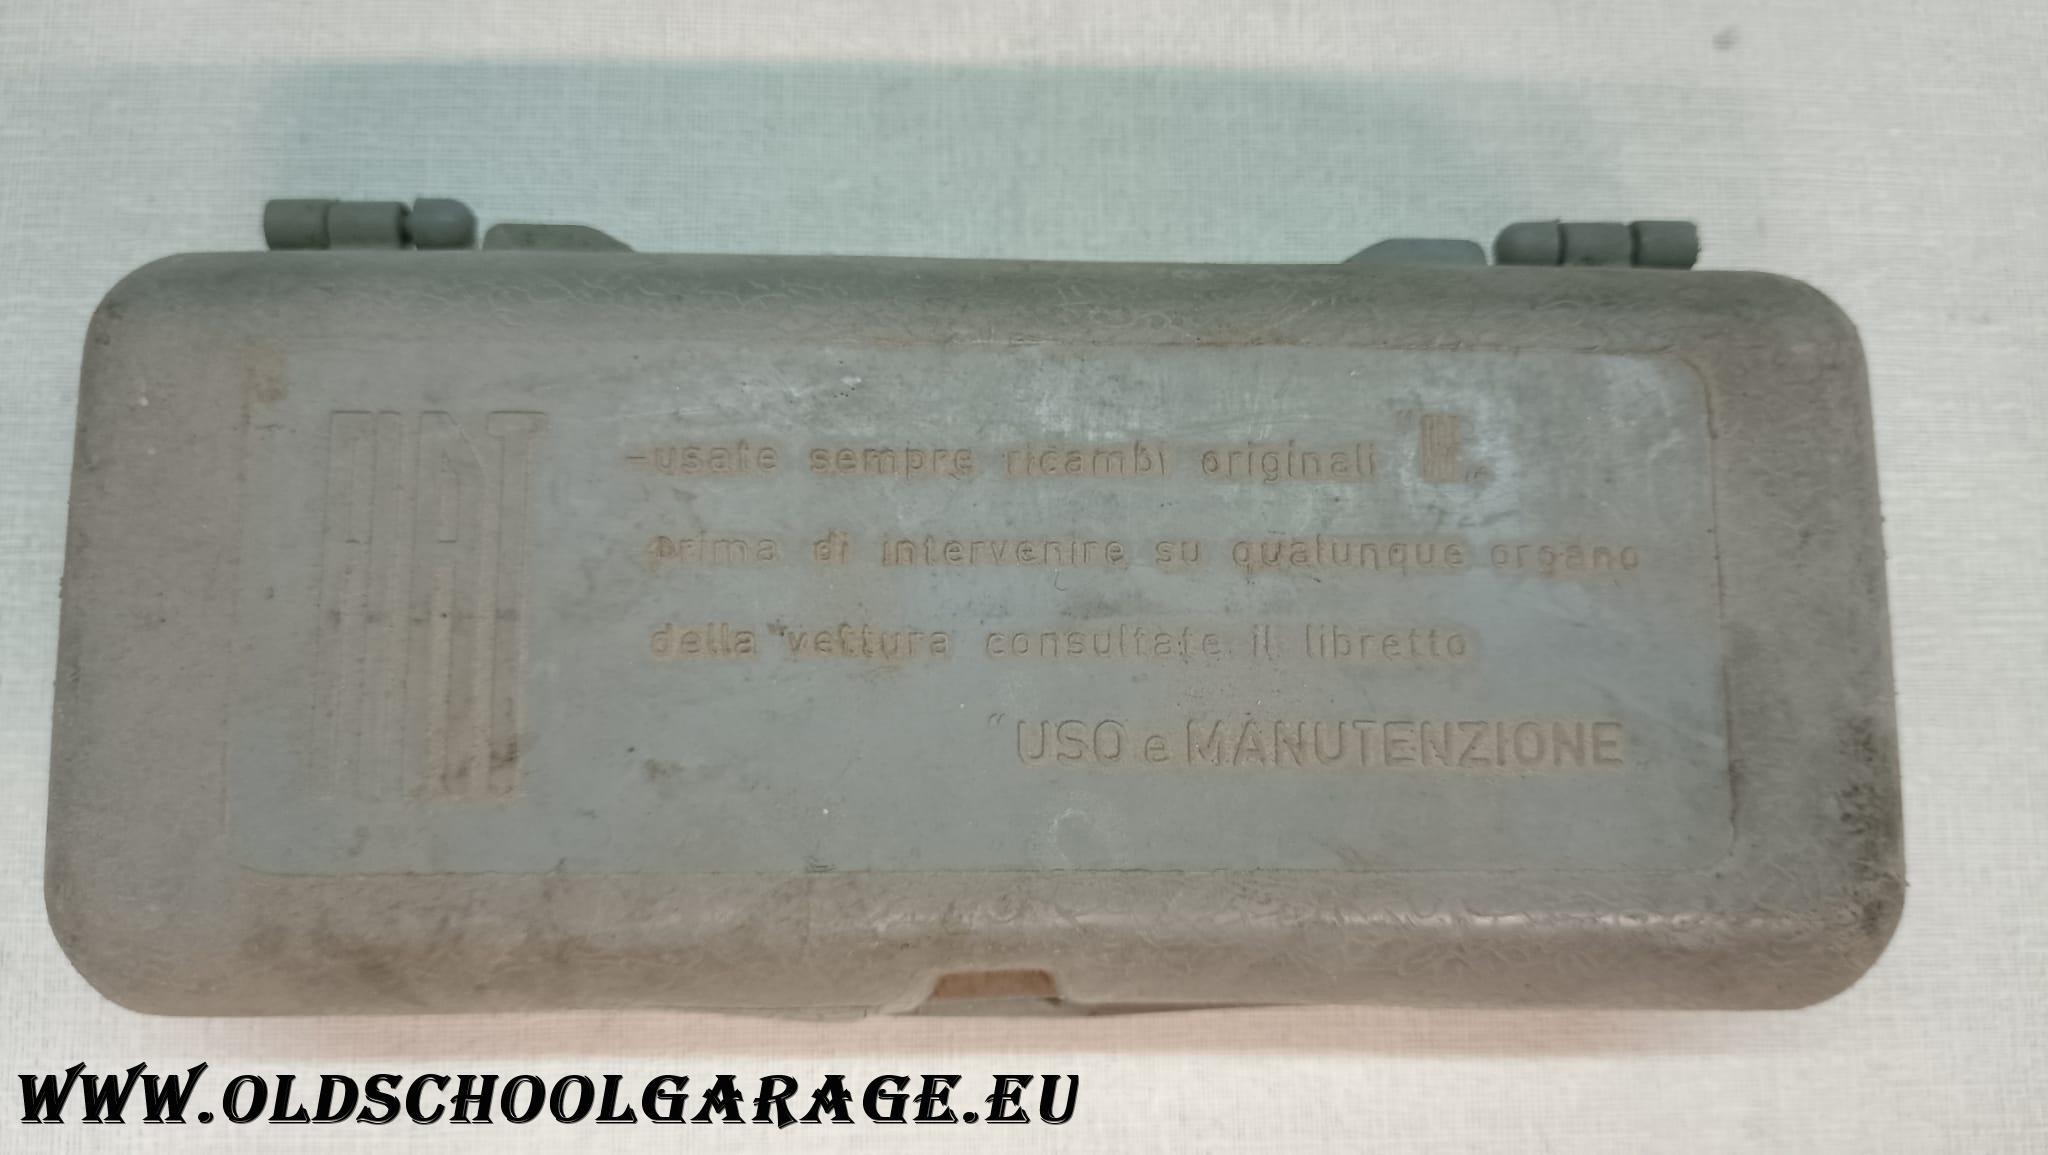 FIAT
-usate sempre ricambi originali "FIAT"
prima di intervenire su qualunque organo
della vettura consultate il libretto
"USO e MANUTENZIONE
WWW.OLDSCHOOLGARAGE.EU